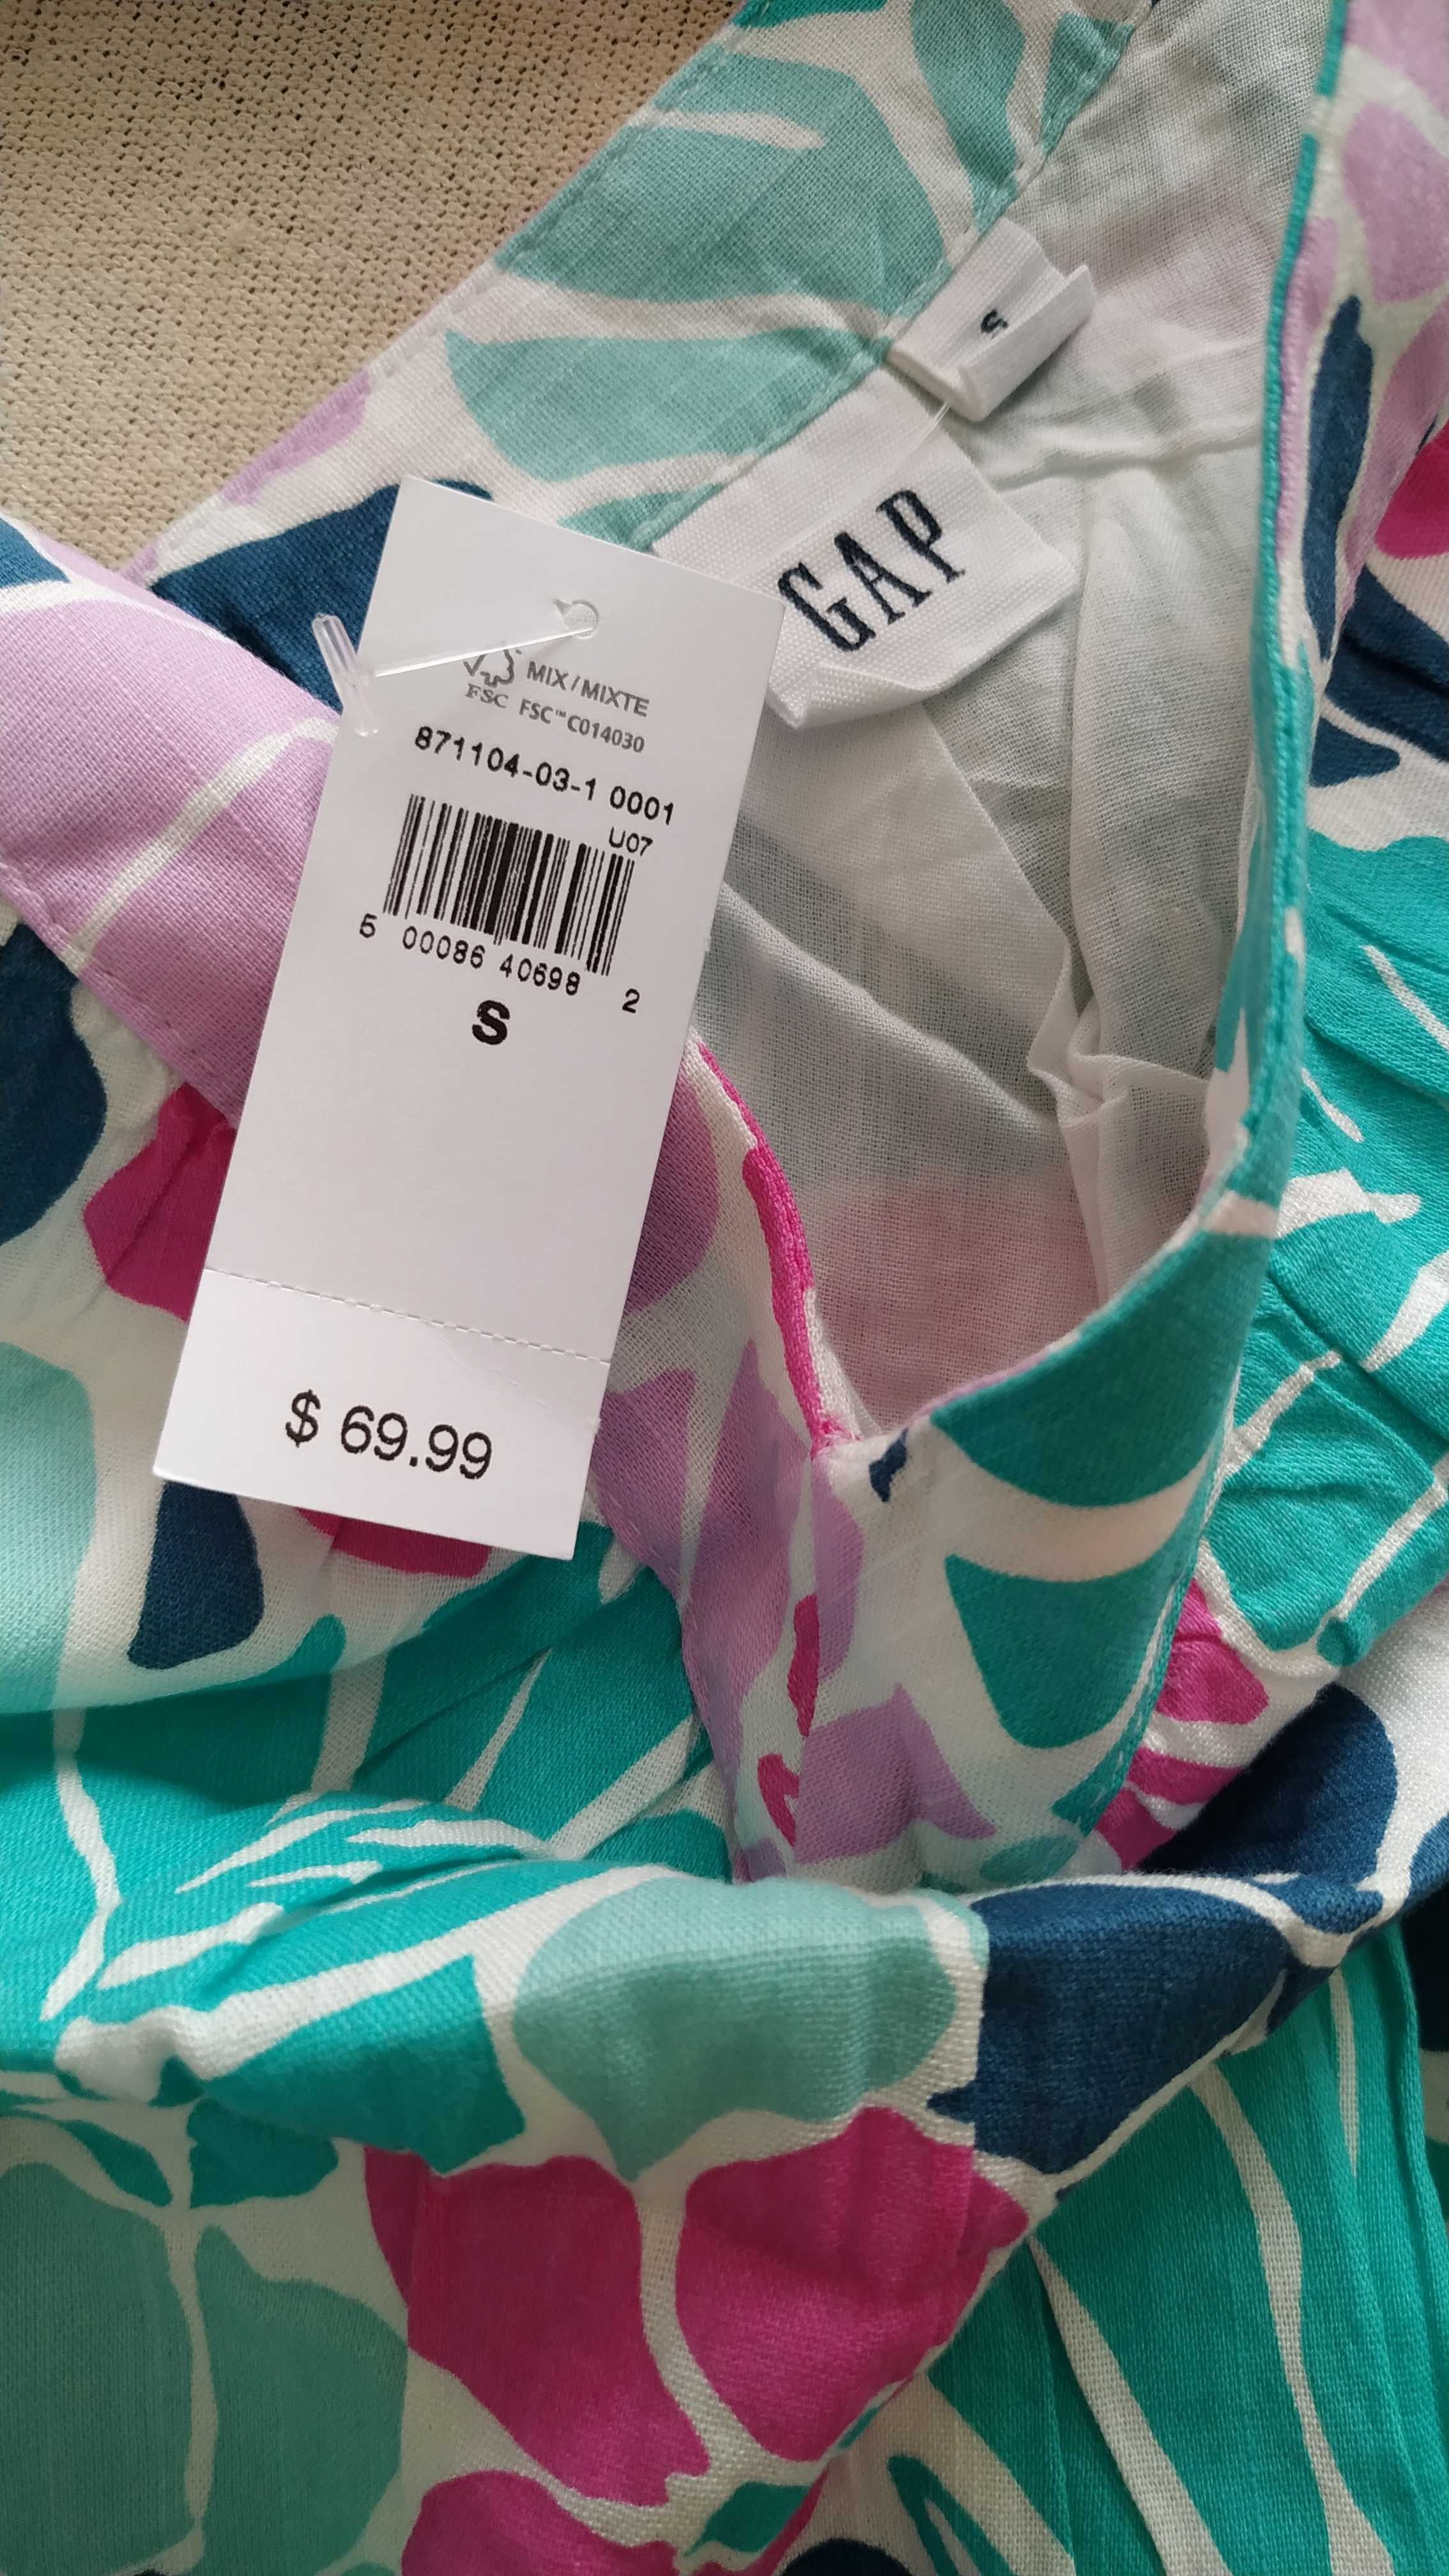 S
GAP
MIX / MIXTE
FSC FSC™ C014030
871104-03-1 0001
U07
5 00086 40698 2
S
$ 69.99